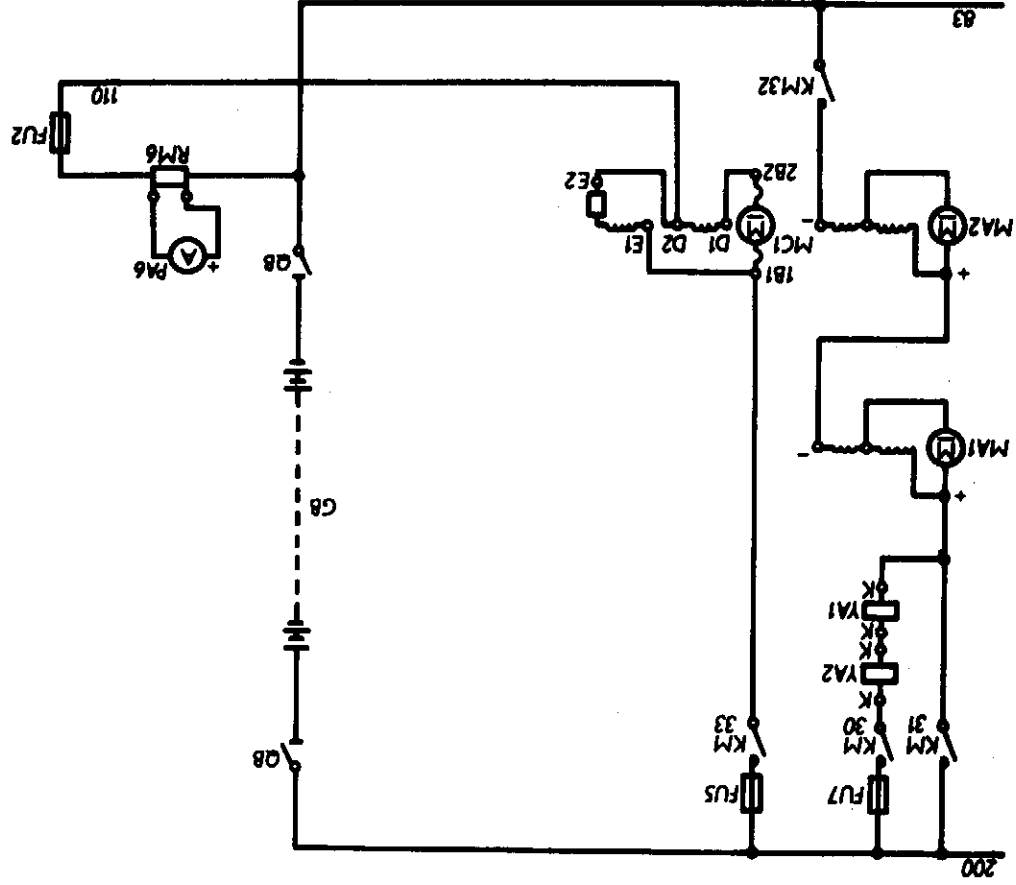 200
FU7
FU5
KM
31
KM
30
KM
33
QB
K
YA2
K
K
YA1
K
GB
+
MA1
M
-
+
1B1
PA6
+
A
QB
MC1
M
D1
D2
E1
MA2
M
-
2B2
E2
RM6
FU2
110
KM32
83